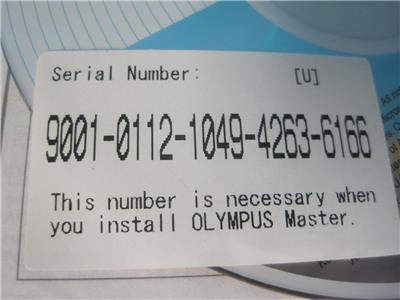 Serial Number: [U]
9001-0112-1049-4263-6166
This number is necessary when
you install OLYMPUS Master.